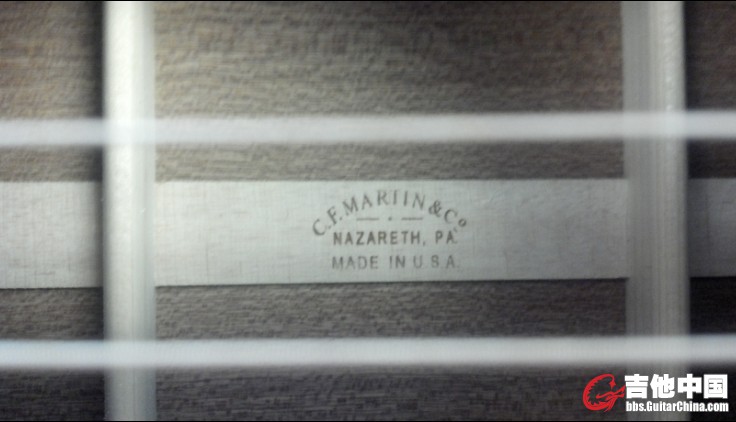 C.F. MARTIN & Co
NAZARETH, PA.
MADE IN U.S.A.
吉他中国
bbs.GuitarChina.com